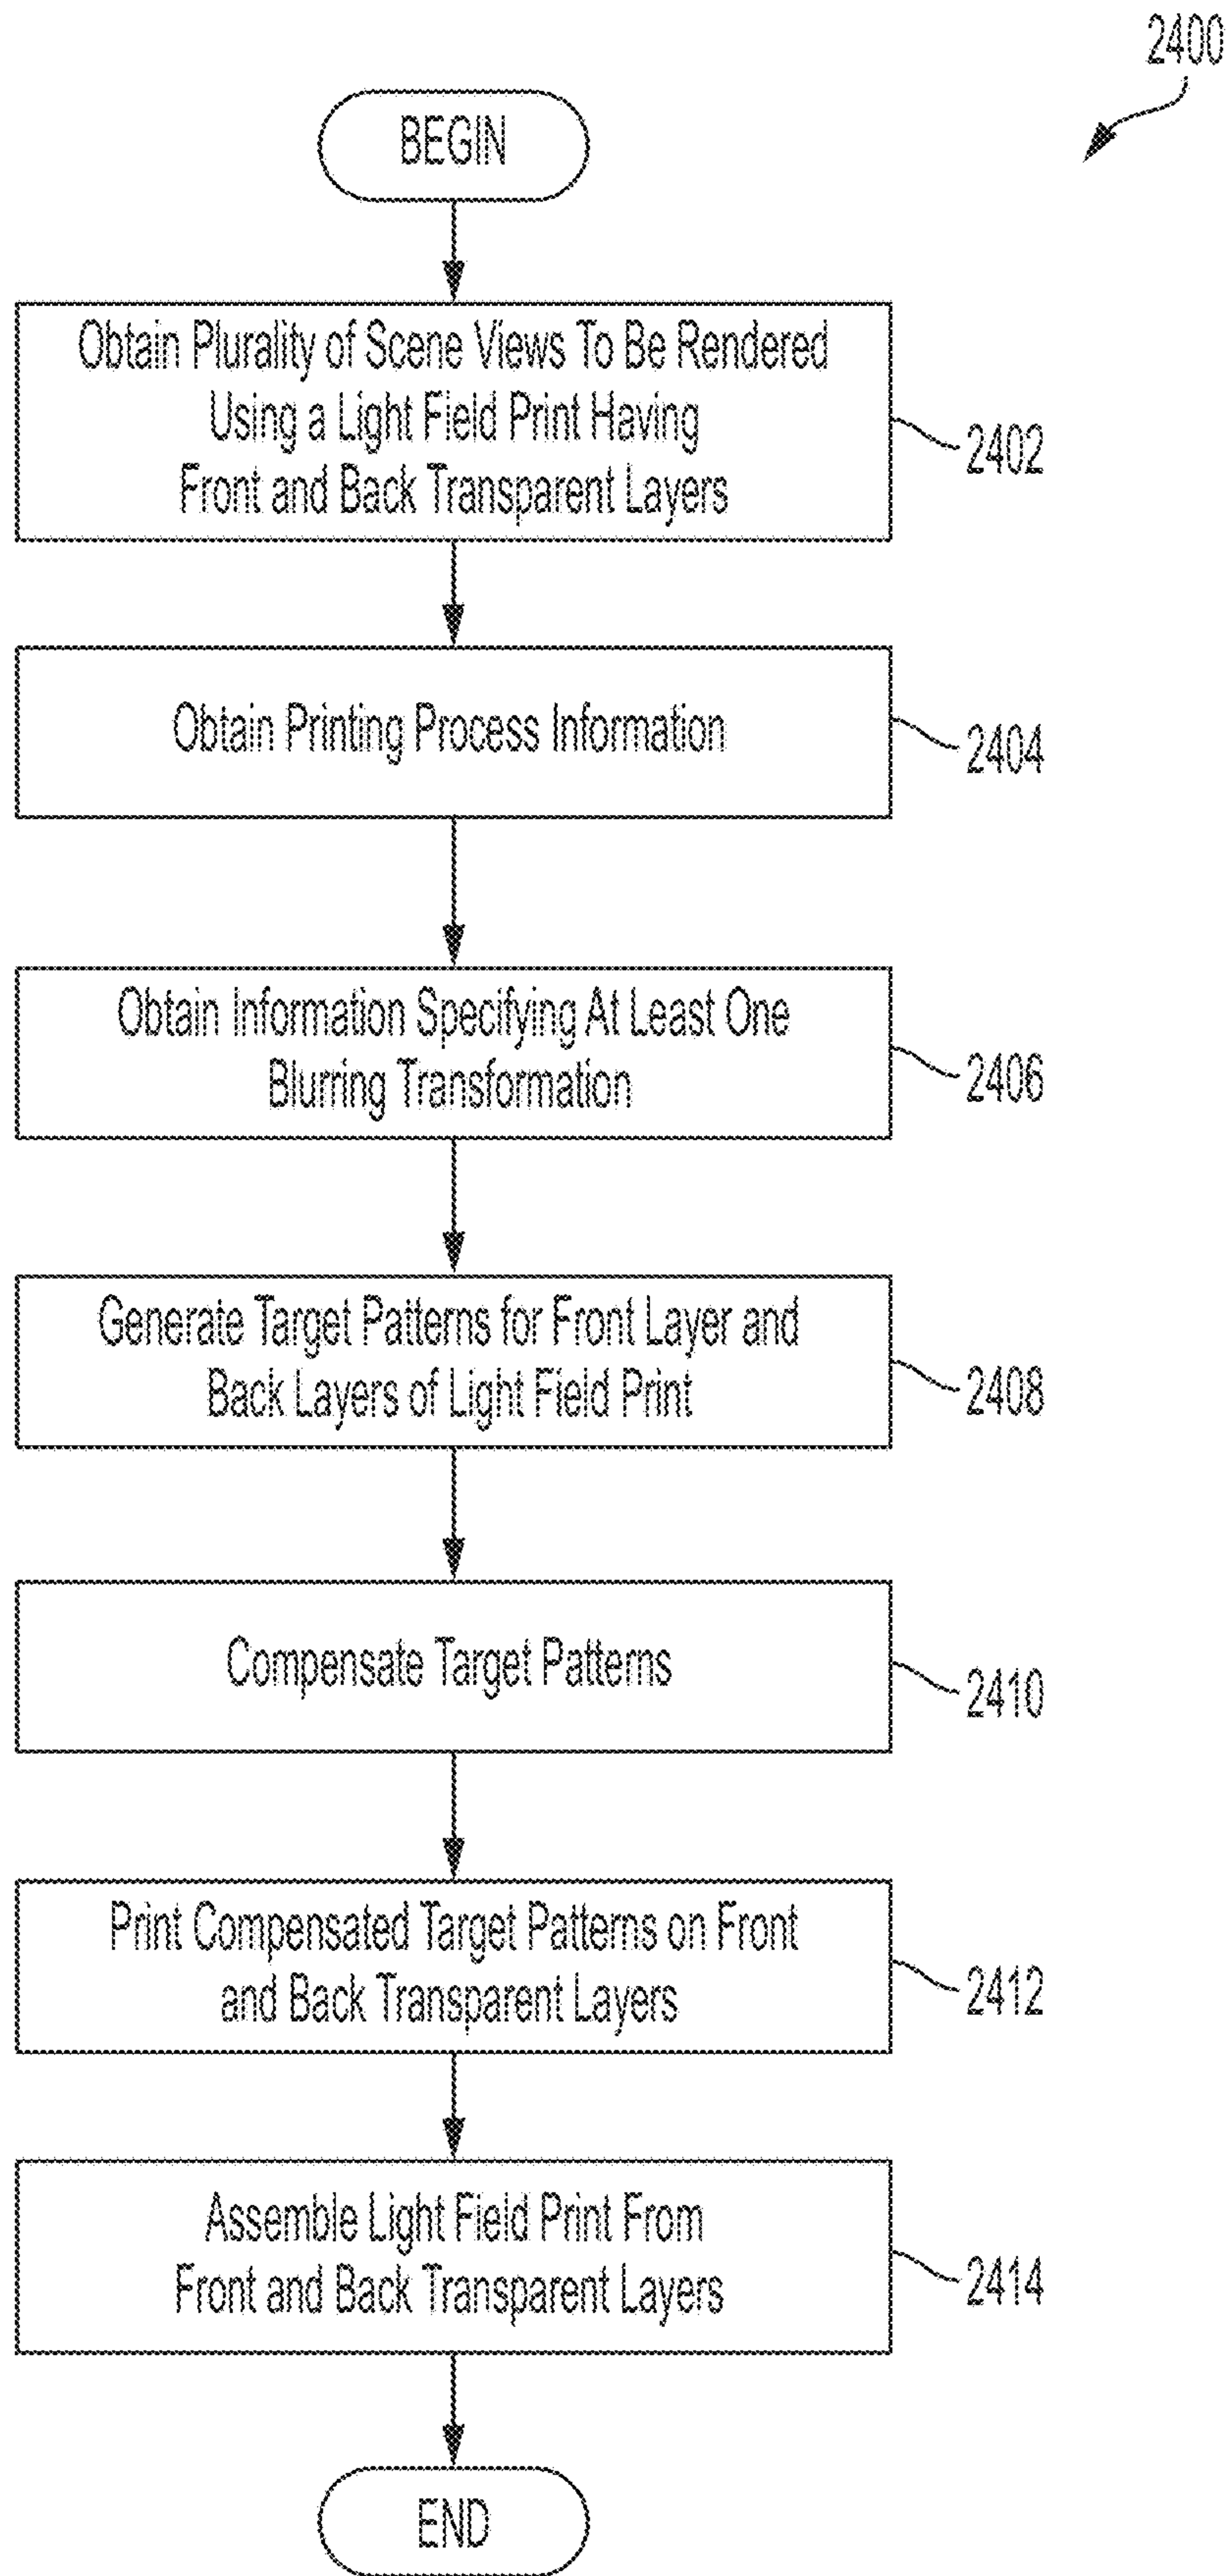 2400
BEGIN
Obtain Plurality of Scene Views To Be Rendered
Using a Light Field Print Having
Front and Back Transparent Layers
2402
Obtain Printing Process Information
2404
Obtain Information Specifying At Least One
Blurring Transformation
2406
Generate Target Patterns for Front Layer and
Back Layers of Light Field Print
2408
Compensate Target Patterns
2410
Print Compensated Target Patterns on Front
and Back Transparent Layers
2412
Assemble Light Field Print From
Front and Back Transparent Layers
2414
END